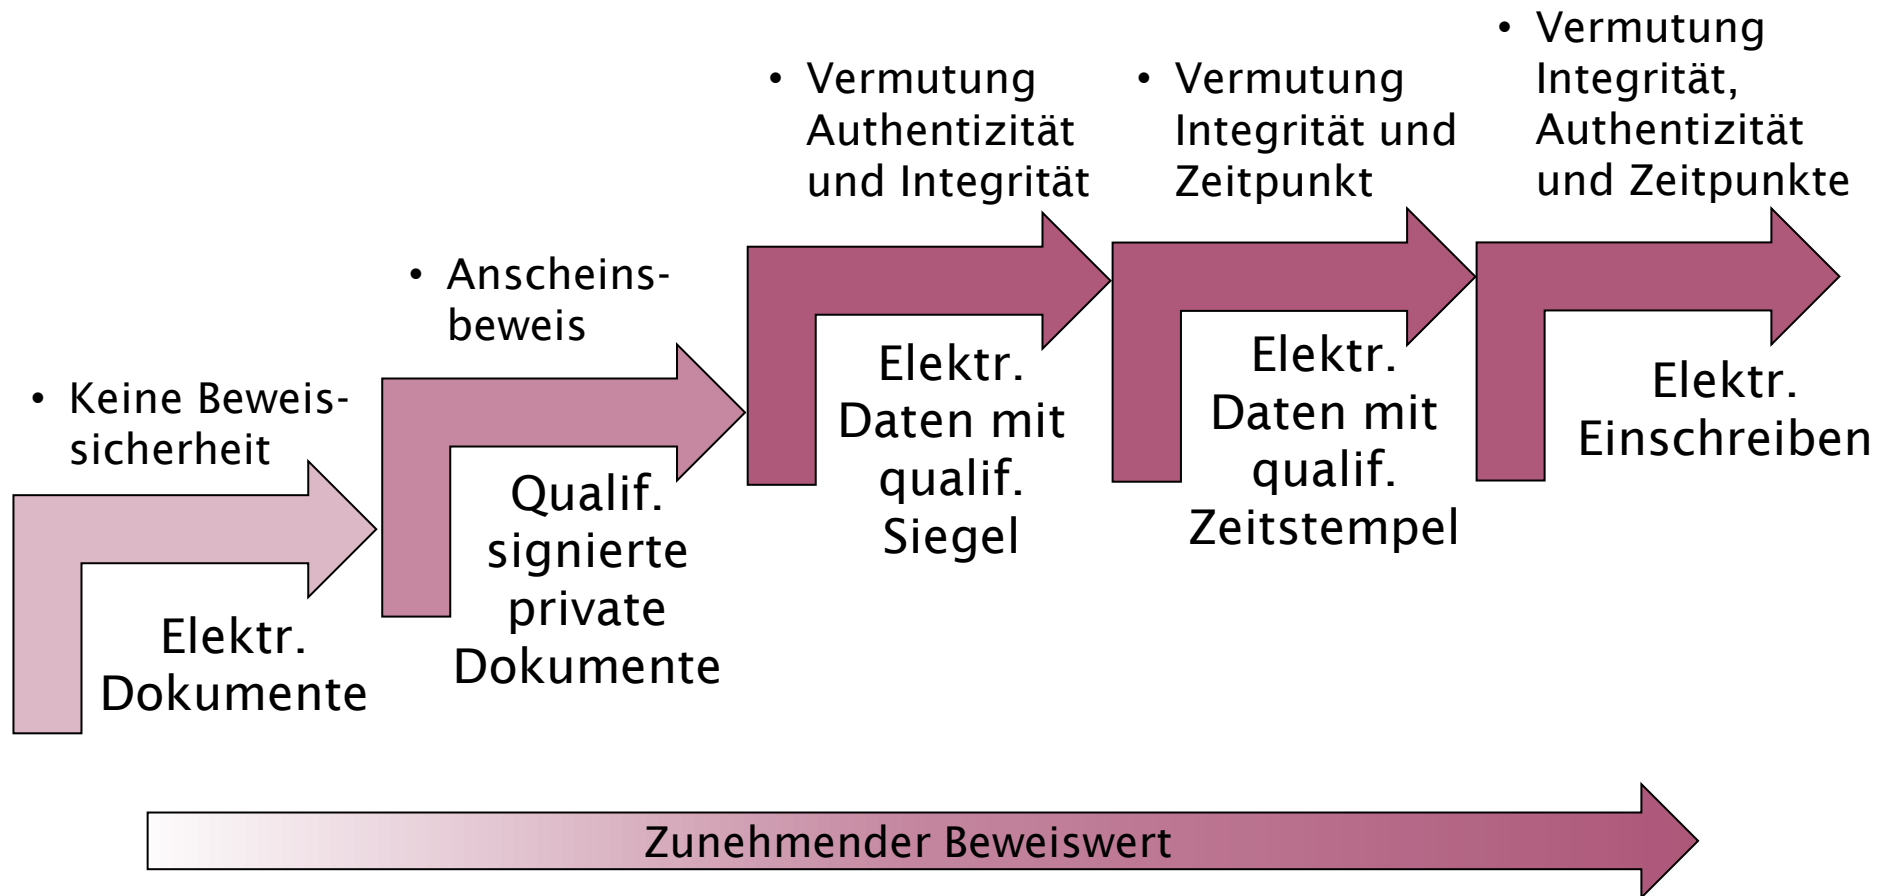 • Keine Beweis-
sicherheit
Elektr.
Dokumente
• Anscheins-
beweis
Qualif.
signierte
private
Dokumente
• Vermutung
Authentizität
und Integrität
Elektr.
Daten mit
qualif.
Siegel
• Vermutung
Integrität und
Zeitpunkt
Elektr.
Daten mit
qualif.
Zeitstempel
• Vermutung
Integrität,
Authentizität
und Zeitpunkte
Elektr.
Einschreiben
Zunehmender Beweiswert